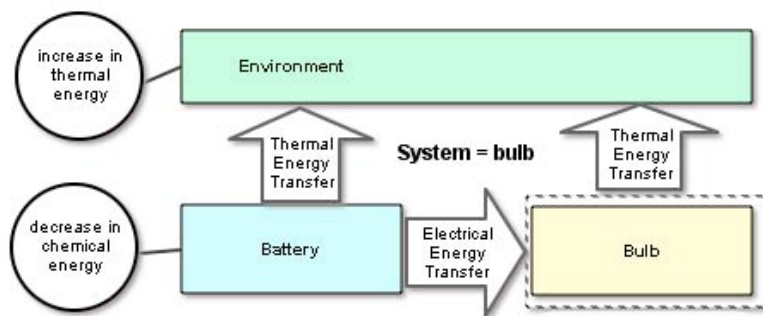 increase in
thermal
energy
Environment
Thermal
Energy
Transfer
System = bulb
Thermal
Energy
Transfer
decrease in
chemical
energy
Battery
Electrical
Energy
Transfer
Bulb